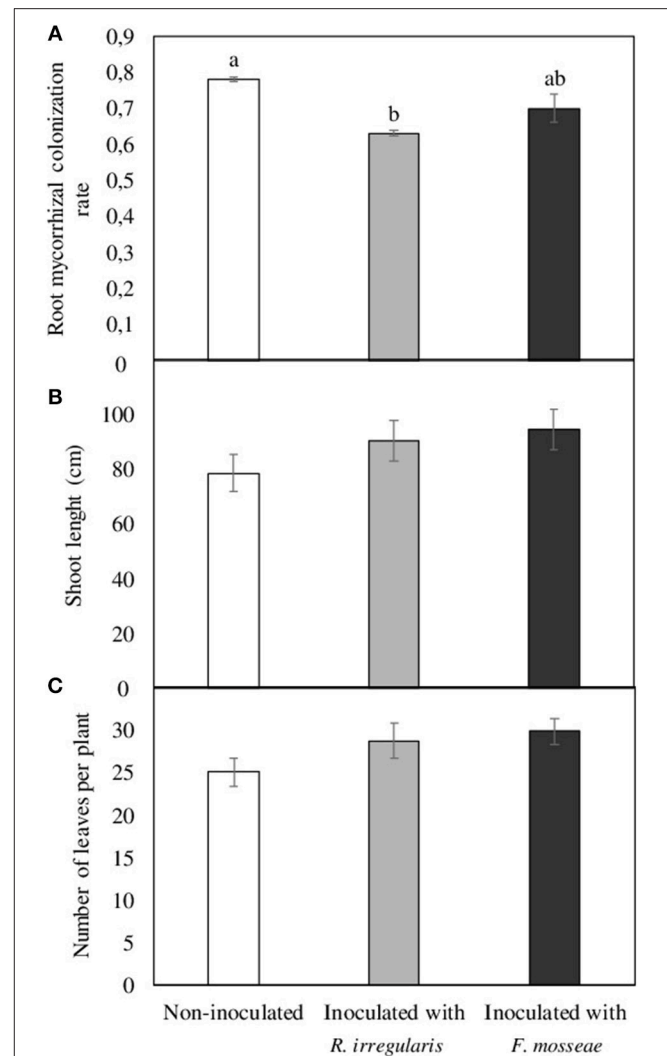 A
Root mycorrhizal colonization
rate
0,9
0,8
0,7
0,6
0,5
0,4
0,3
0,2
0,1
0
a
b
ab
B
Shoot lenght (cm)
100
80
60
40
20
0
C
Number of leaves per plant
30
25
20
15
10
5
0
Non-inoculated
Inoculated with
R. irregularis
Inoculated with
F. mosseae